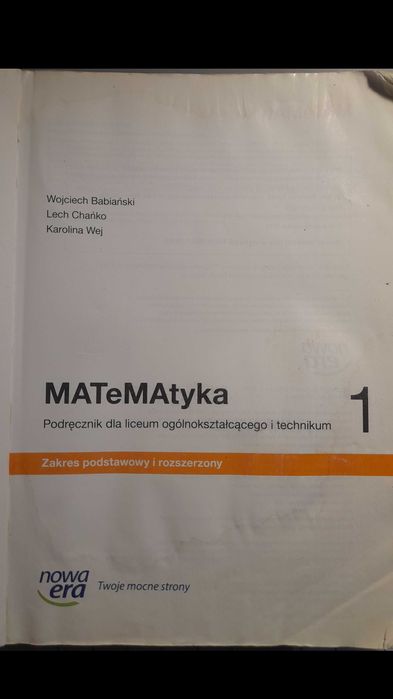 Wojciech Babiański
Lech Chańko
Karolina Wej
MATeMAtyka 1
Podręcznik dla liceum ogólnokształcącego i technikum
Zakres podstawowy i rozszerzony
nowa
era
Twoje mocne strony